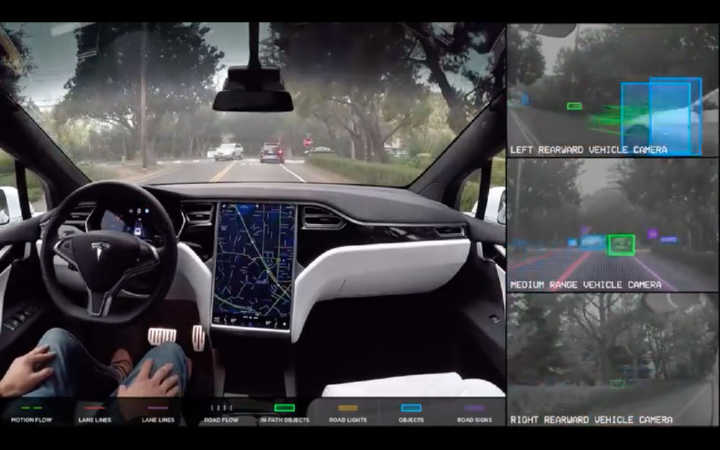 LEFT REARWARD VEHICLE CAMERA
MEDIUM RANGE VEHICLE CAMERA
RIGHT REARWARD VEHICLE CAMERA
MOTION FLOW
LANE LINES
LANE LINES
ROAD FLOW
IN-PATH OBJECTS
ROAD LIGHTS
OBJECTS
ROAD SIGNS